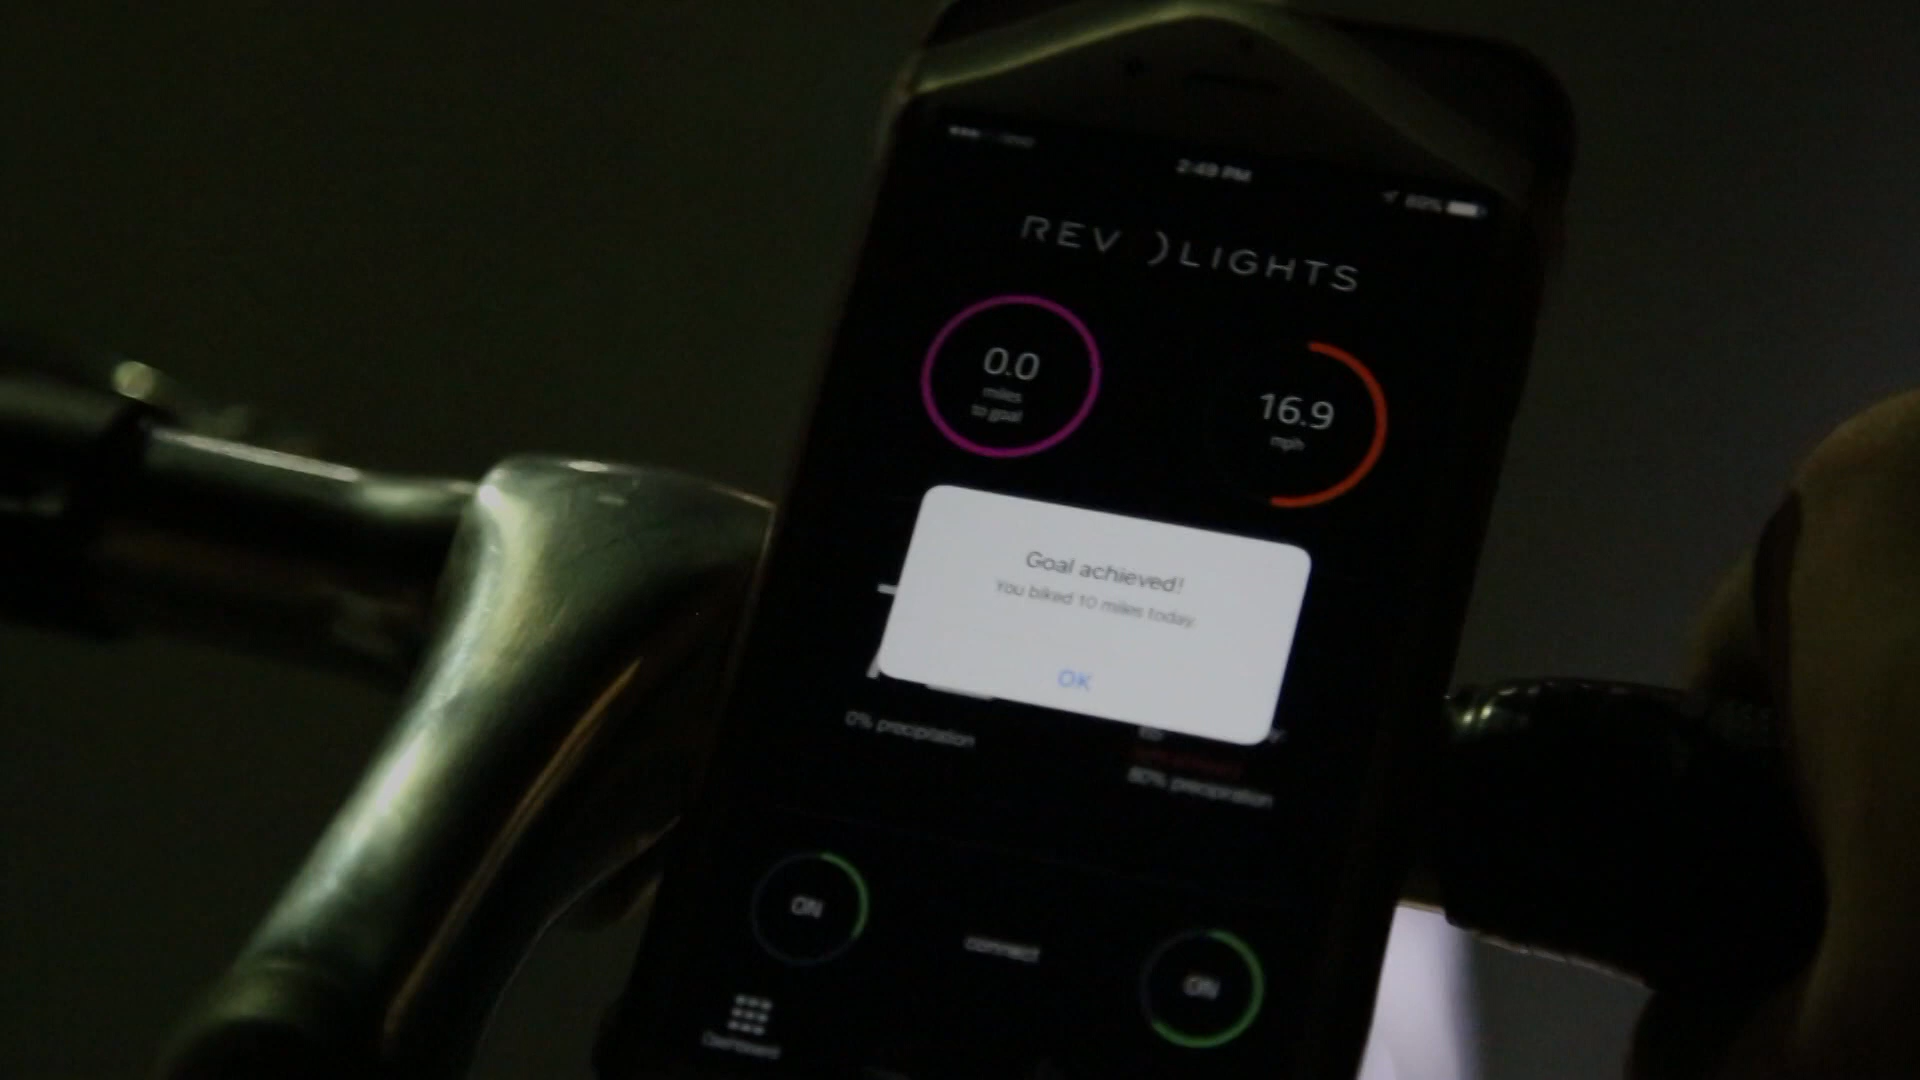 2:49 PM
REV LIGHTS
0.0
miles
to goal
16.9
mph
Goal achieved!
You biked 10 miles today.
OK
0% precipitation
80% precipitation
ON
connect
ON
Dashboard